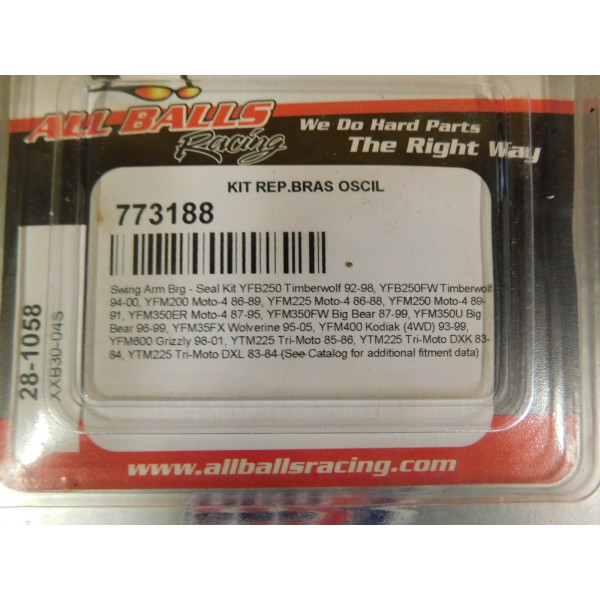 ALL BALLS
Racing
We Do Hard Parts
The Right Way
KIT REP.BRAS OSCIL
773188
Swing Arm Brg - Seal Kit YFB250 Timberwolf 92-98, YFB250FW Timberwolf
94-00, YFM200 Moto-4 86-89, YFM225 Moto-4 86-88, YFM250 Moto-4 89-
91, YFM350ER Moto-4 87-95, YFM350FW Big Bear 87-99, YFM350U Big
Bear 96-99, YFM35FX Wolverine 95-05, YFM400 Kodiak (4WD) 93-99,
YFM600 Grizzly 98-01, YTM225 Tri-Moto 85-86, YTM225 Tri-Moto DXK 83-
84, YTM225 Tri-Moto DXL 83-84 (See Catalog for additional fitment data)
28-1058
XXB30-04S
www.allballsracing.com